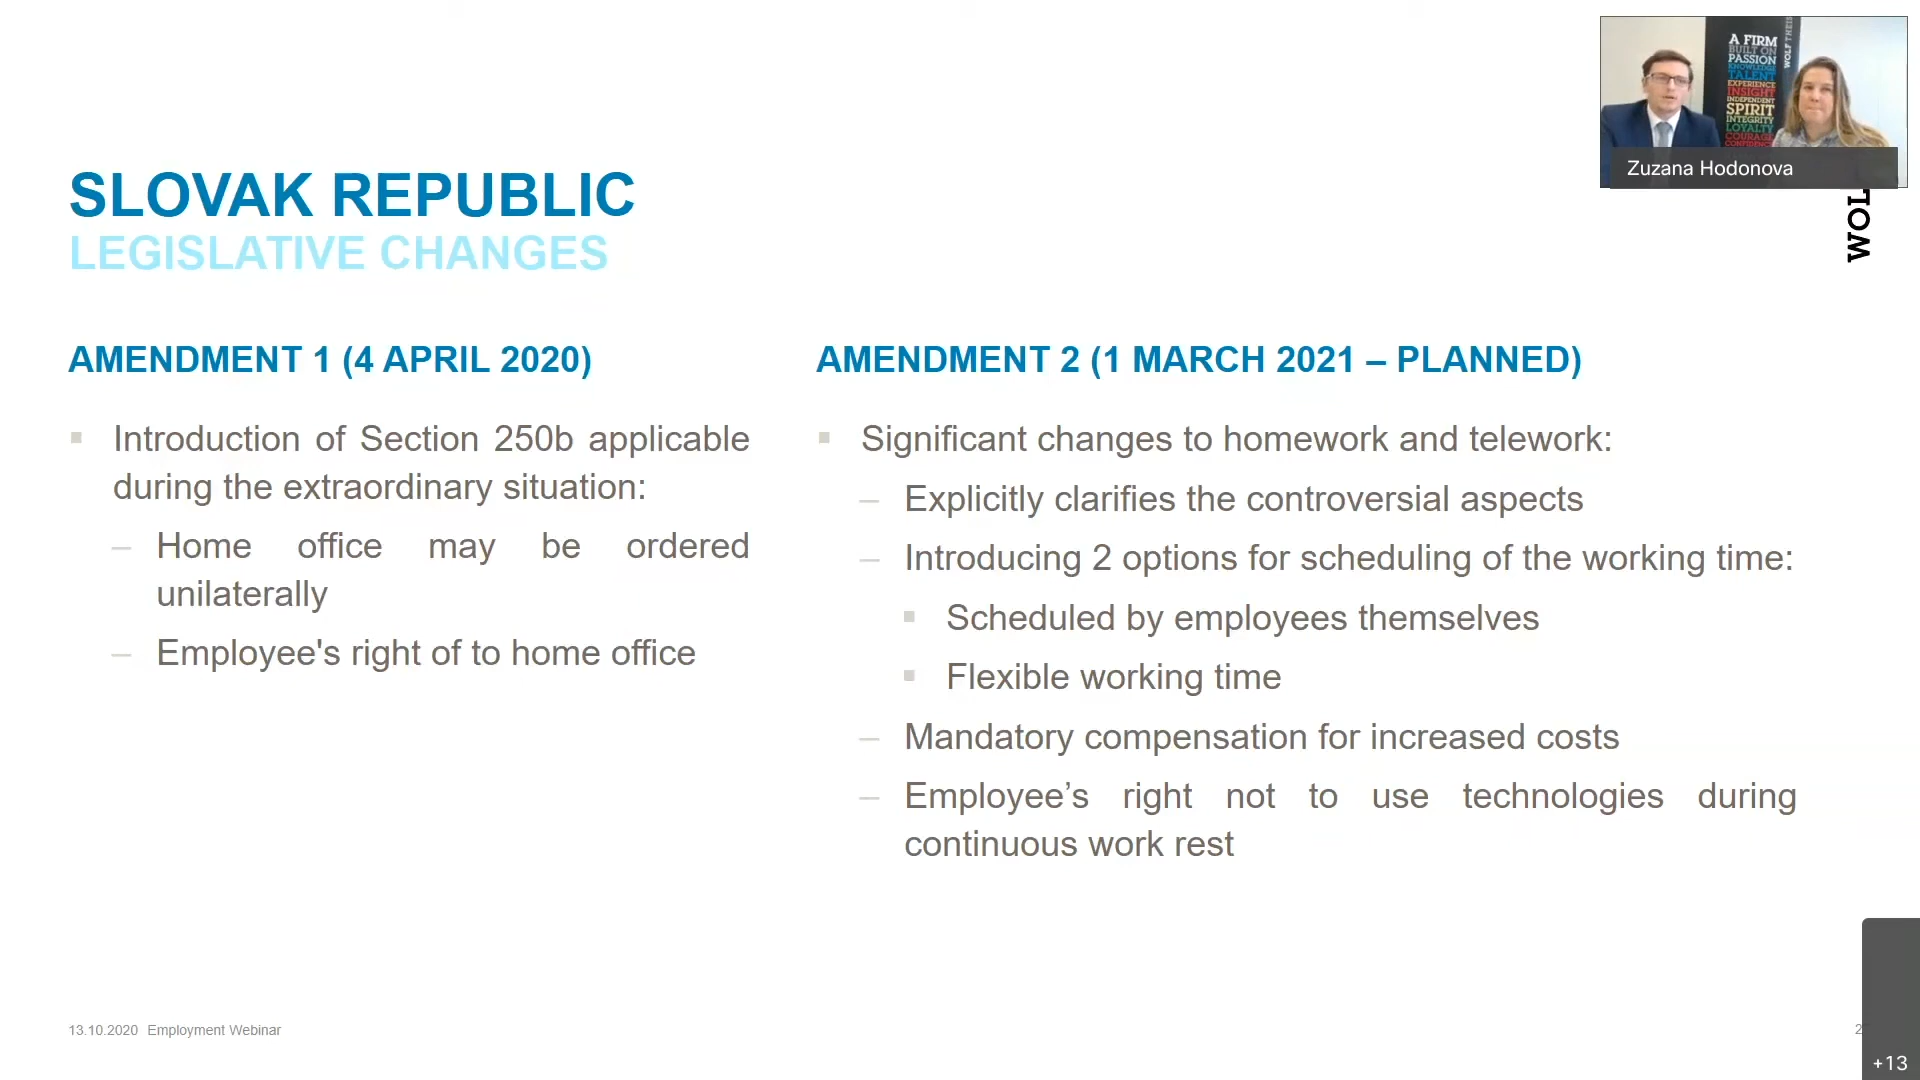 A FIRM
BUILT ON
PASSION
KNOWLEDGE
TALENT
EXPERIENCE
INSIGHT
INDEPENDENT
SPIRIT
INTEGRITY
LOYALTY
COURAGE
WOLF THEIS
Zuzana Hodonova
WOL
SLOVAK REPUBLIC
LEGISLATIVE CHANGES
AMENDMENT 1 (4 APRIL 2020)
Introduction of Section 250b applicable
during the extraordinary situation:
– Home office may be ordered
unilaterally
– Employee's right of to home office
AMENDMENT 2 (1 MARCH 2021 – PLANNED)
Significant changes to homework and telework:
– Explicitly clarifies the controversial aspects
– Introducing 2 options for scheduling of the working time:
Scheduled by employees themselves
Flexible working time
– Mandatory compensation for increased costs
– Employee’s right not to use technologies during
continuous work rest
13.10.2020 Employment Webinar
2
+13